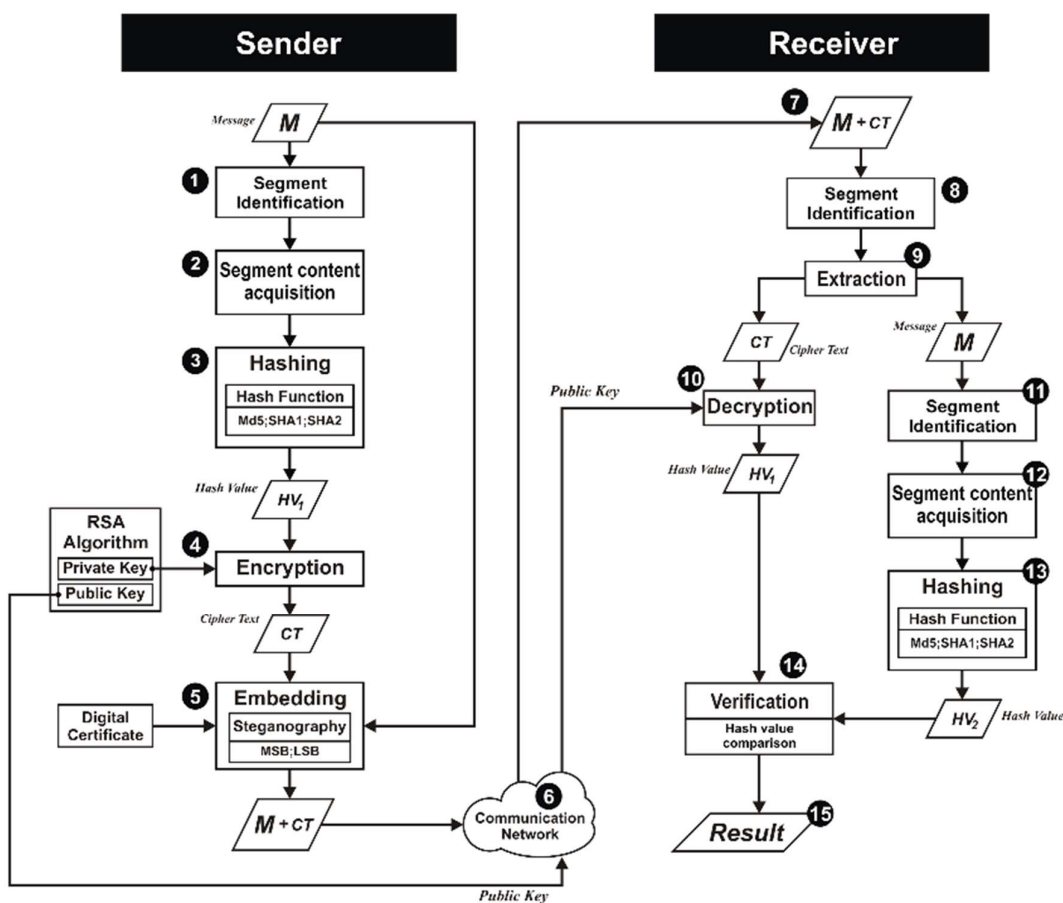 Sender
Message
M
1
Segment
Identification
2
Segment content
acquisition
3
Hashing
Hash Function
Md5;SHA1;SHA2
Hash Value
HV1
RSA
Algorithm
Private Key
Public Key
4
Encryption
Cipher Text
CT
5
Embedding
Steganography
MSB;LSB
Digital
Certificate
M + CT
6
Communication
Network
Public Key
Receiver
7
M + CT
8
Segment
Identification
9
Extraction
CT
Cipher Text
Message
M
Public Key
10
Decryption
Hash Value
HV1
11
Segment
Identification
12
Segment content
acquisition
13
Hashing
Hash Function
Md5;SHA1;SHA2
HV2
Hash Value
14
Verification
Hash value
comparison
15
Result